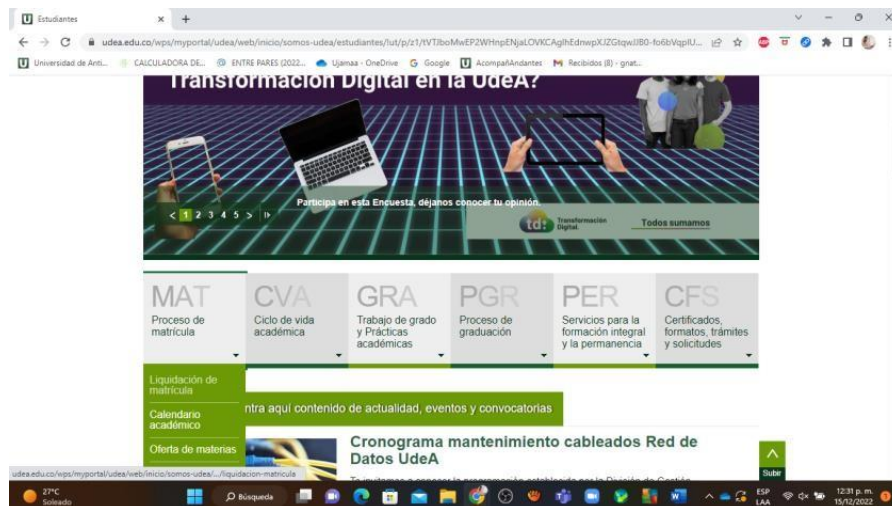 Estudiantes
udea.edu.co/wps/myportal/udea/web/inicio/somos-udea/estudiantes/!ut/p/z1/
Universidad de Anti...
CALCULADORA DE...
ENTRE PARES (2022...
Ujamaa - OneDrive
Google
AcompañAndantes
Recibidos (8) - gnat...
Transformación Digital en la UdeA?
Participa en esta Encuesta, déjanos conocer tu opinión.
< 1 2 3 4 5 >
td:
Transformación
Digital.
Todos sumamos
MAT
Proceso de
matrícula
CVA
Ciclo de vida
académica
GRA
Trabajo de grado
y Prácticas
académicas
PGR
Proceso de
graduación
PER
Servicios para la
formación integral
y la permanencia
CFS
Certificados,
formatos, trámites
y solicitudes
Liquidación de
matrícula
Calendario
académico
Oferta de materias
ntra aquí contenido de actualidad, eventos y convocatorias
Cronograma mantenimiento cableados Red de
Datos UdeA
Subir
udea.edu.co/wps/myportal/udea/web/inicio/somos-udea/.../liquidacion-matricula
27°C
Soleado
Búsqueda
ESP
LAA
12:31 p. m.
15/12/2022